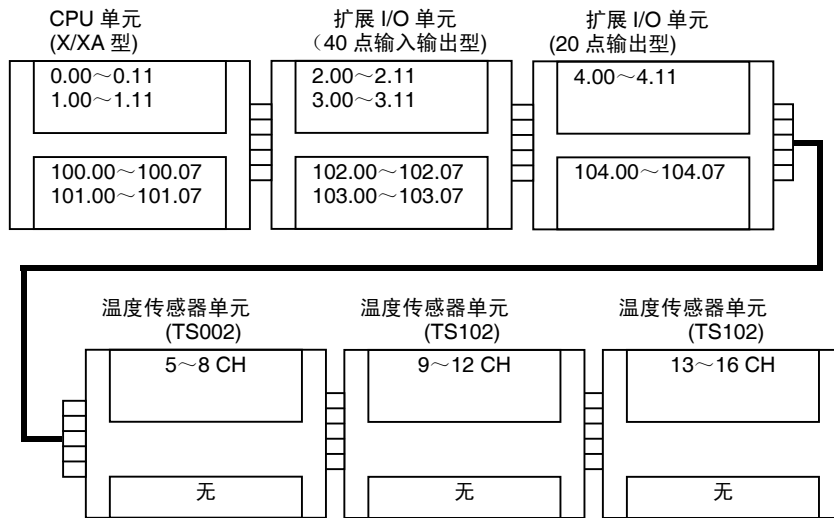 CPU 单元
(X/XA 型)
0.00～0.11
1.00～1.11
100.00～100.07
101.00～101.07
扩展 I/O 单元
（40 点输入输出型)
2.00～2.11
3.00～3.11
102.00～102.07
103.00～103.07
扩展 I/O 单元
(20 点输出型)
4.00～4.11
104.00～104.07
温度传感器单元
(TS002)
5～8 CH
无
温度传感器单元
(TS102)
9～12 CH
无
温度传感器单元
(TS102)
13～16 CH
无